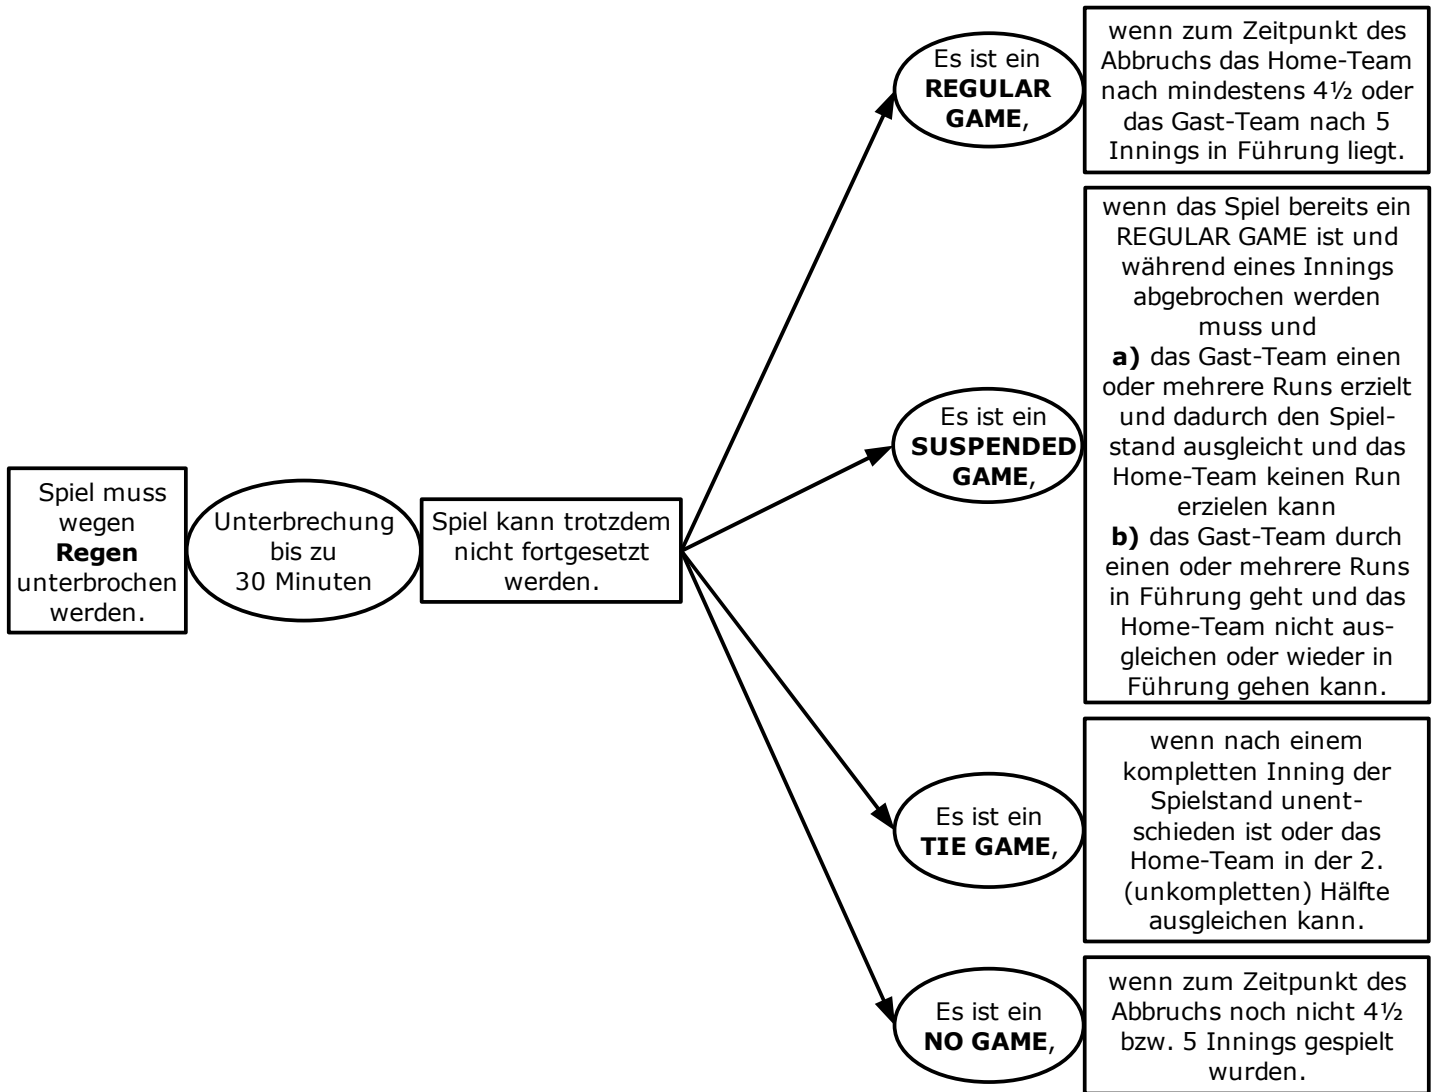 Spiel muss
wegen
Regen
unterbrochen
werden.
Unterbrechung
bis zu
30 Minuten
Spiel kann trotzdem
nicht fortgesetzt
werden.
Es ist ein
REGULAR
GAME,
wenn zum Zeitpunkt des
Abbruchs das Home-Team
nach mindestens 4½ oder
das Gast-Team nach 5
Innings in Führung liegt.
Es ist ein
SUSPENDED
GAME,
wenn das Spiel bereits ein
REGULAR GAME ist und
während eines Innings
abgebrochen werden
muss und
a) das Gast-Team einen
oder mehrere Runs erzielt
und dadurch den Spiel-
stand ausgleicht und das
Home-Team keinen Run
erzielen kann
b) das Gast-Team durch
einen oder mehrere Runs
in Führung geht und das
Home-Team nicht aus-
gleichen oder wieder in
Führung gehen kann.
Es ist ein
TIE GAME,
wenn nach einem
kompletten Inning der
Spielstand unent-
schieden ist oder das
Home-Team in der 2.
(unkompletten) Hälfte
ausgleichen kann.
Es ist ein
NO GAME,
wenn zum Zeitpunkt des
Abbruchs noch nicht 4½
bzw. 5 Innings gespielt
wurden.